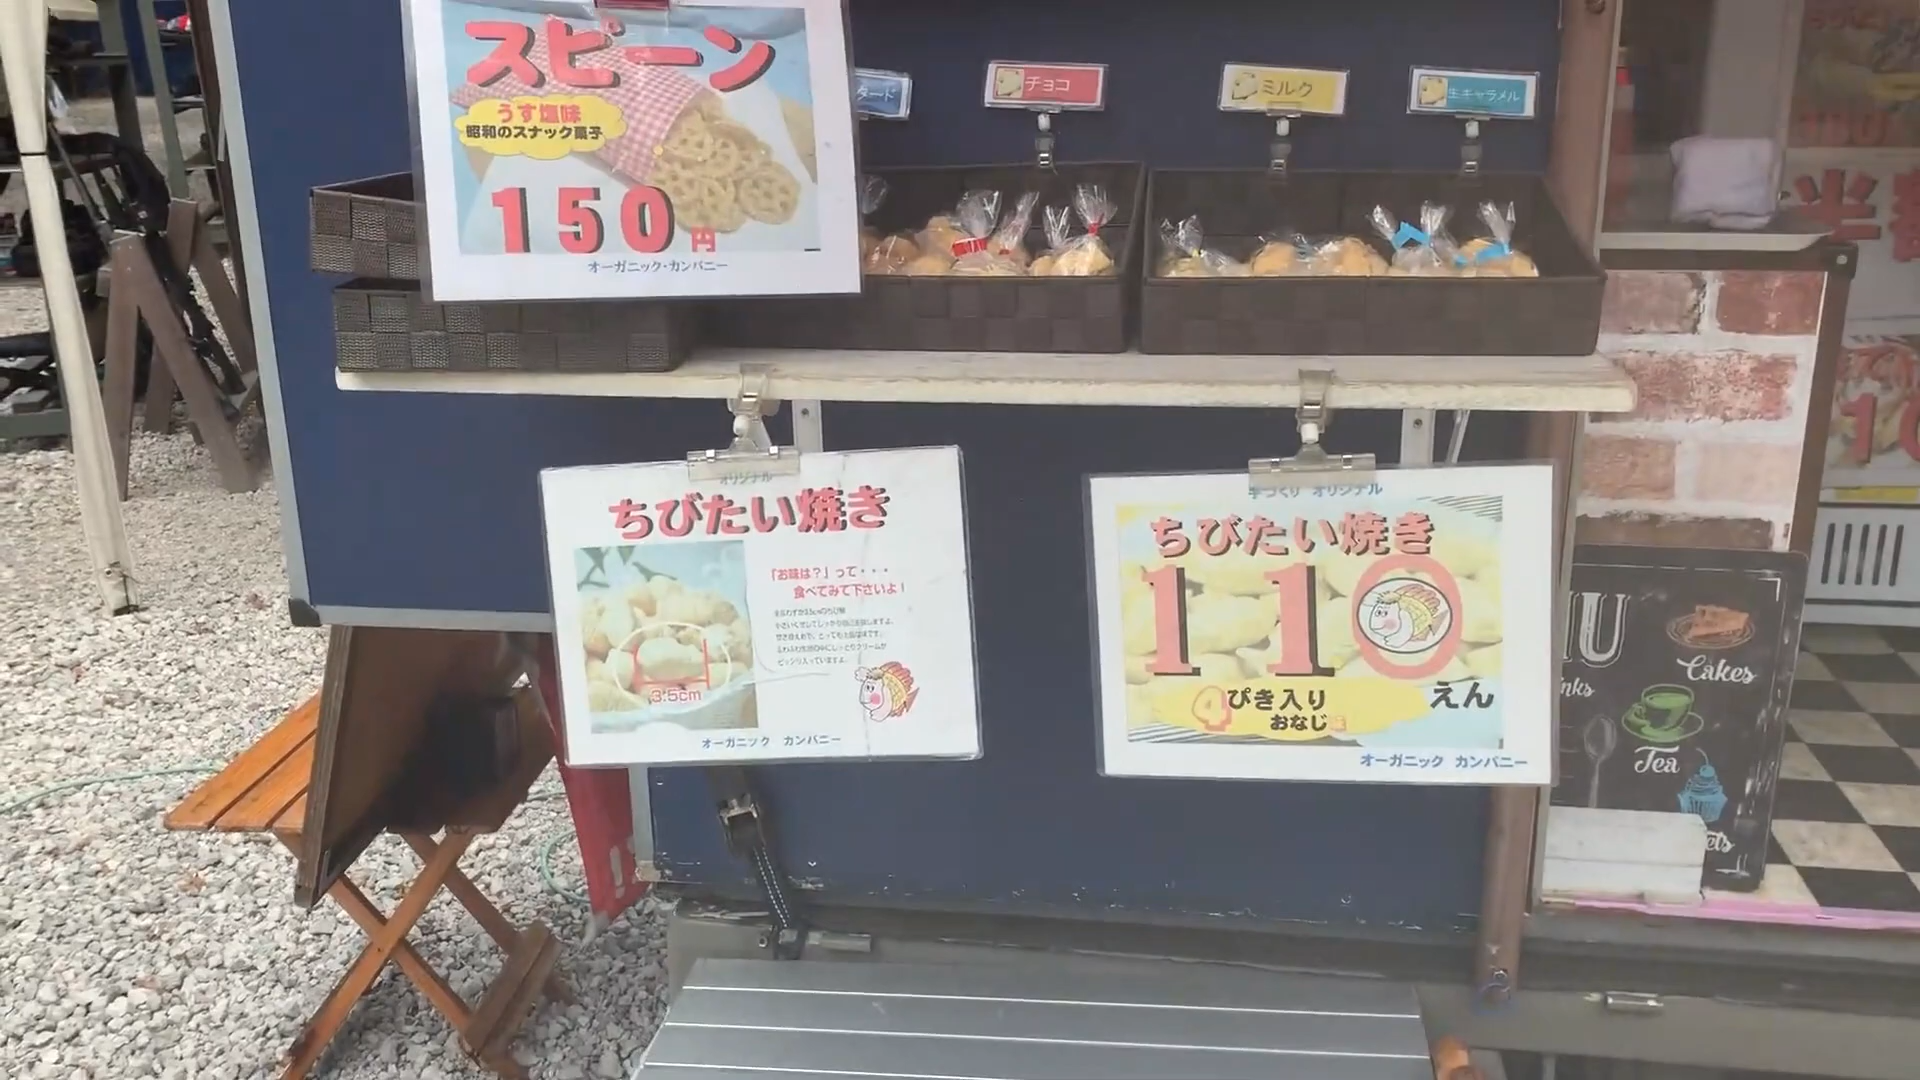 スピーン
うす塩味
昭和のスナック菓子
150円
オーガニック・カンパニー
チョコ
ミルク
生キャラメル
オリジナル
ちびたい焼き
「お味は?」って・・・
食べてみて下さいよ!
3.5cm
オーガニック カンパニー
手づくり オリジナル
ちびたい焼き
110
えん
4ぴき入り
おなじ味
オーガニック カンパニー
Cakes
Tea